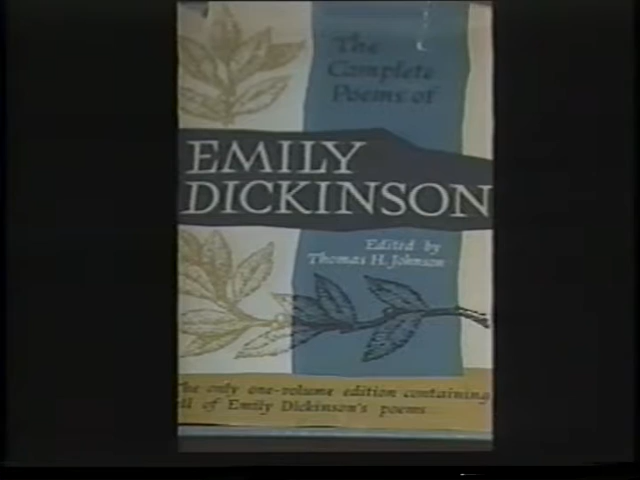 The
Complete
Poems of
EMILY
DICKINSON
Edited by
Thomas H. Johnson
The only one-volume edition containing
all of Emily Dickinson's poems